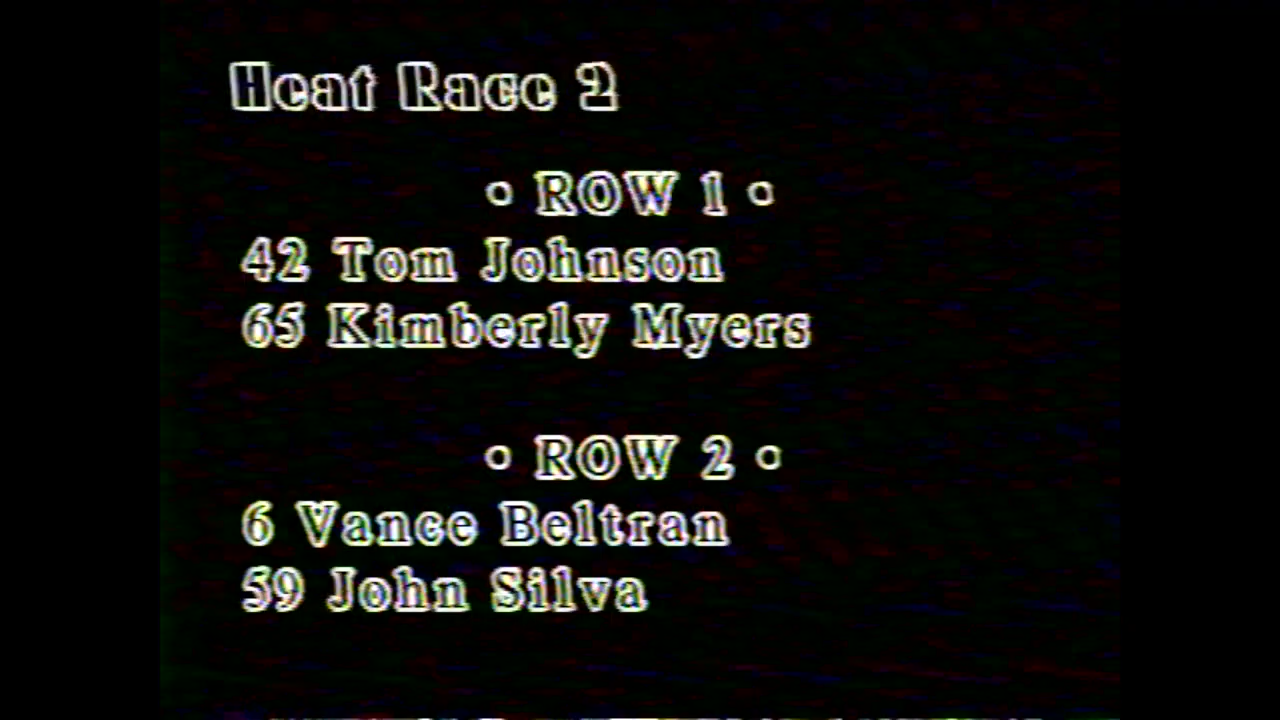 Heat Race 2
• ROW 1 •
42 Tom Johnson
65 Kimberly Myers
• ROW 2 •
6 Vance Beltran
59 John Silva